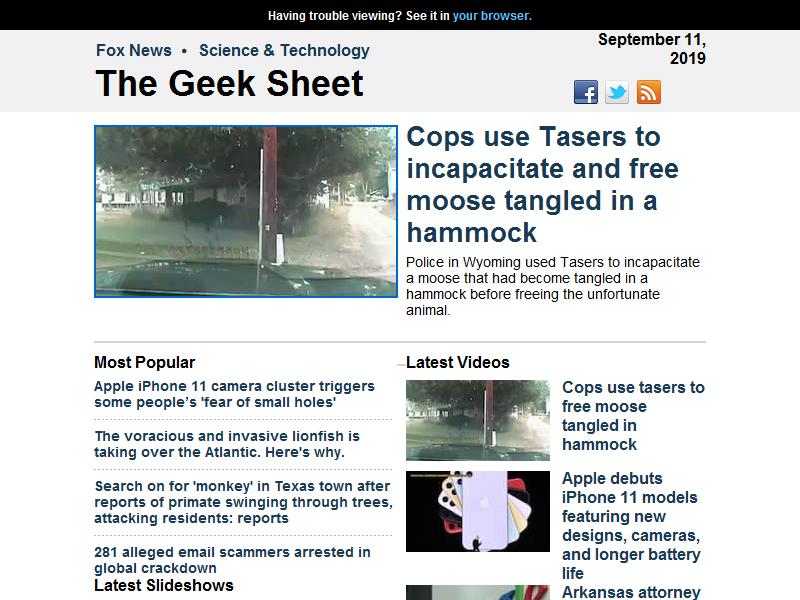 Having trouble viewing? See it in your browser.
Fox News • Science & Technology
The Geek Sheet
September 11,
2019
Cops use Tasers to
incapacitate and free
moose tangled in a
hammock
Police in Wyoming used Tasers to incapacitate
a moose that had become tangled in a
hammock before freeing the unfortunate
animal.
Most Popular
Apple iPhone 11 camera cluster triggers
some people’s 'fear of small holes'
The voracious and invasive lionfish is
taking over the Atlantic. Here's why.
Search on for 'monkey' in Texas town after
reports of primate swinging through trees,
attacking residents: reports
281 alleged email scammers arrested in
global crackdown
Latest Slideshows
Latest Videos
Cops use tasers to
free moose
tangled in
hammock
Apple debuts
iPhone 11 models
featuring new
designs, cameras,
and longer battery
life
Arkansas attorney